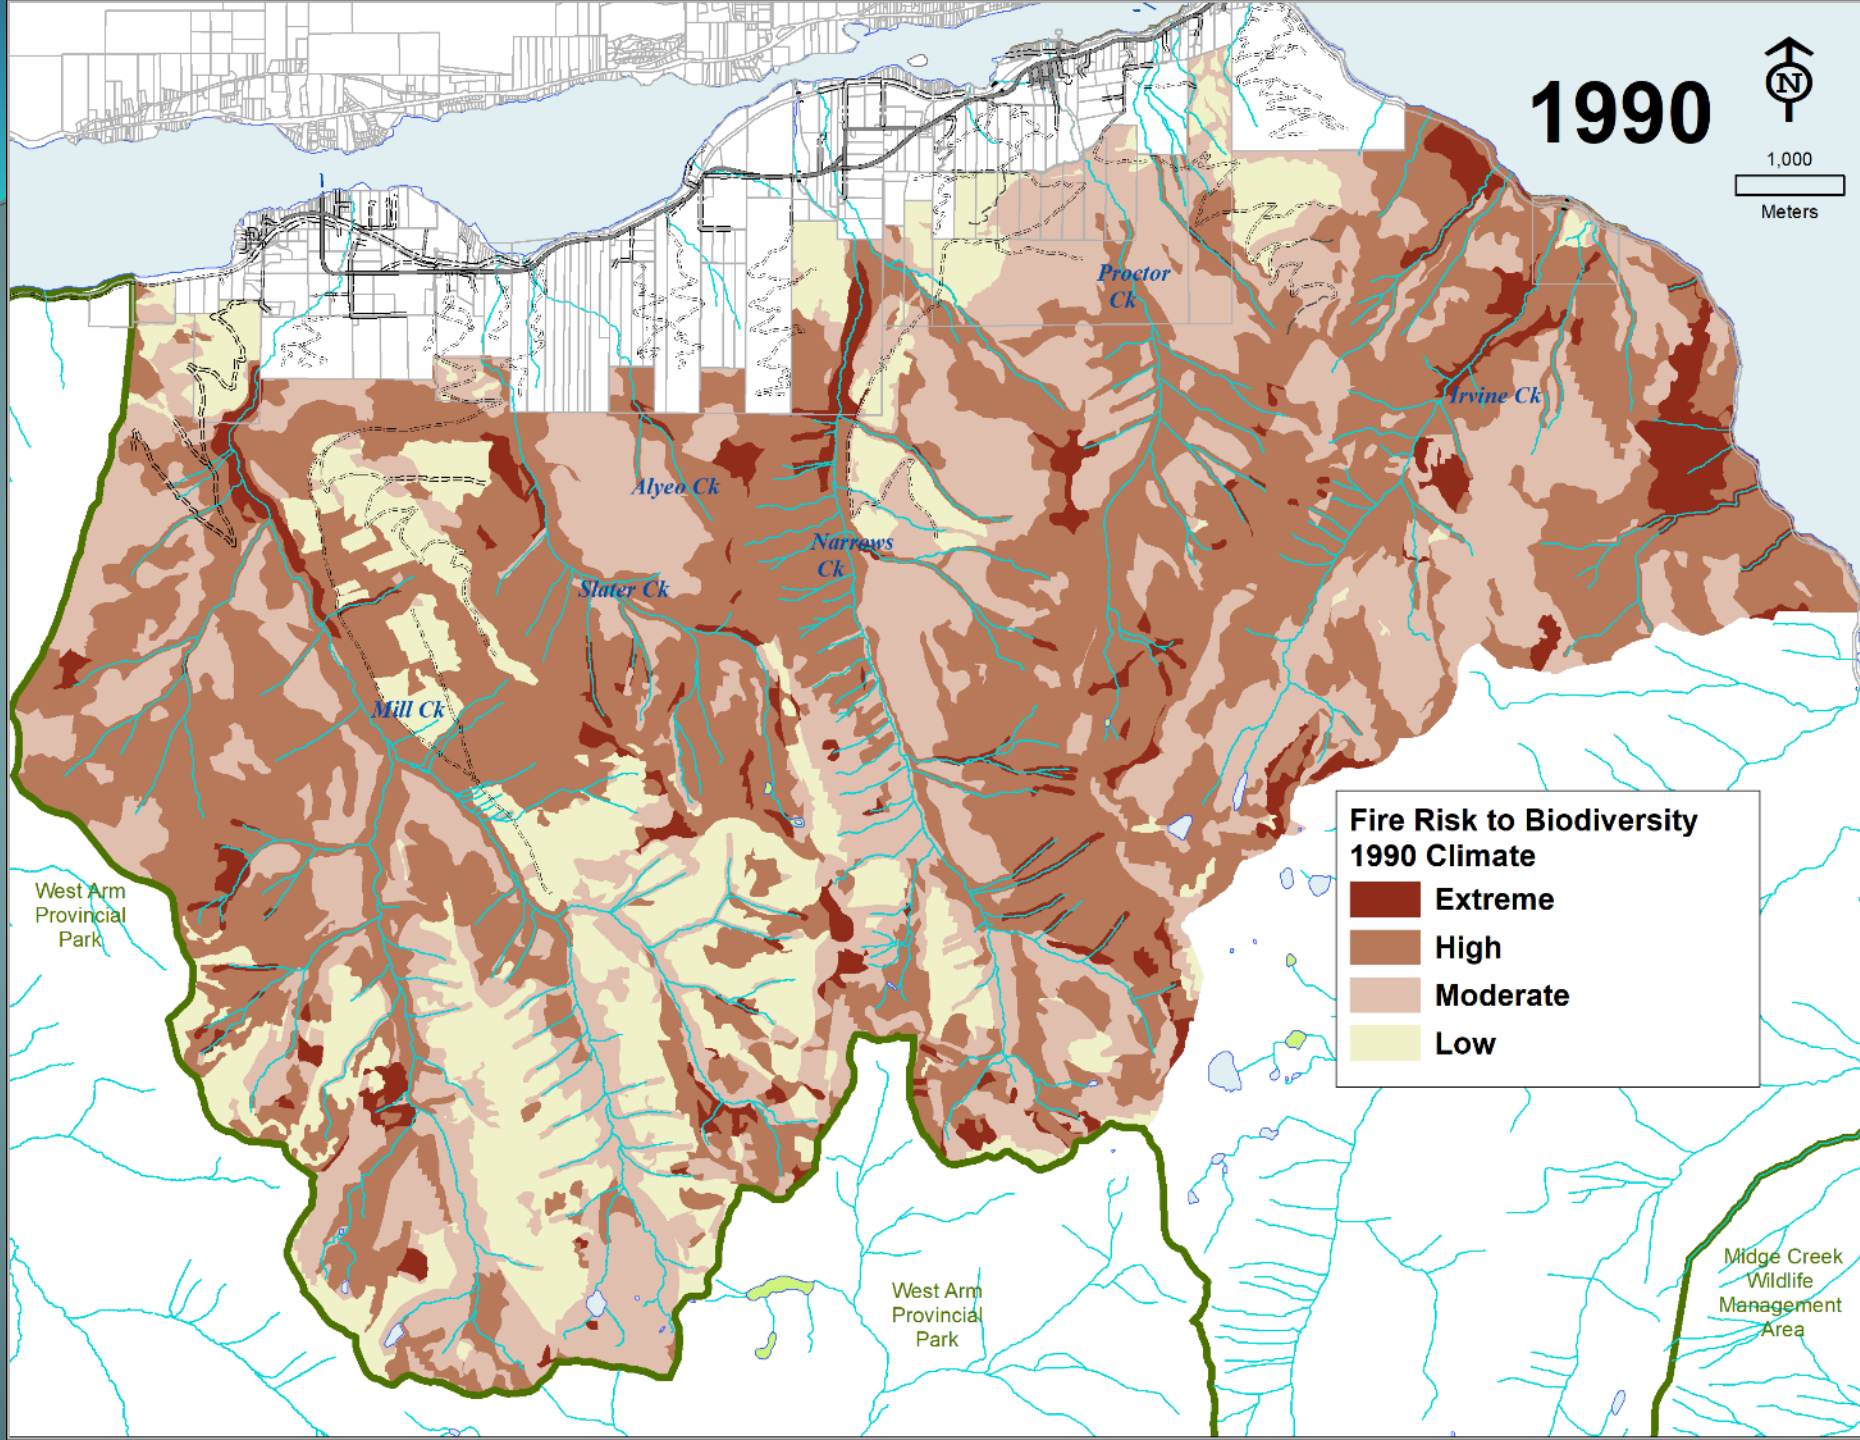 1990
N
1,000
Meters
Proctor
Ck
Irvine Ck
Alyeo Ck
Narrows
Ck
Slater Ck
Mill Ck
Fire Risk to Biodiversity
1990 Climate
Extreme
High
Moderate
Low
West Arm
Provincial
Park
West Arm
Provincial
Park
Midge Creek
Wildlife
Management
Area